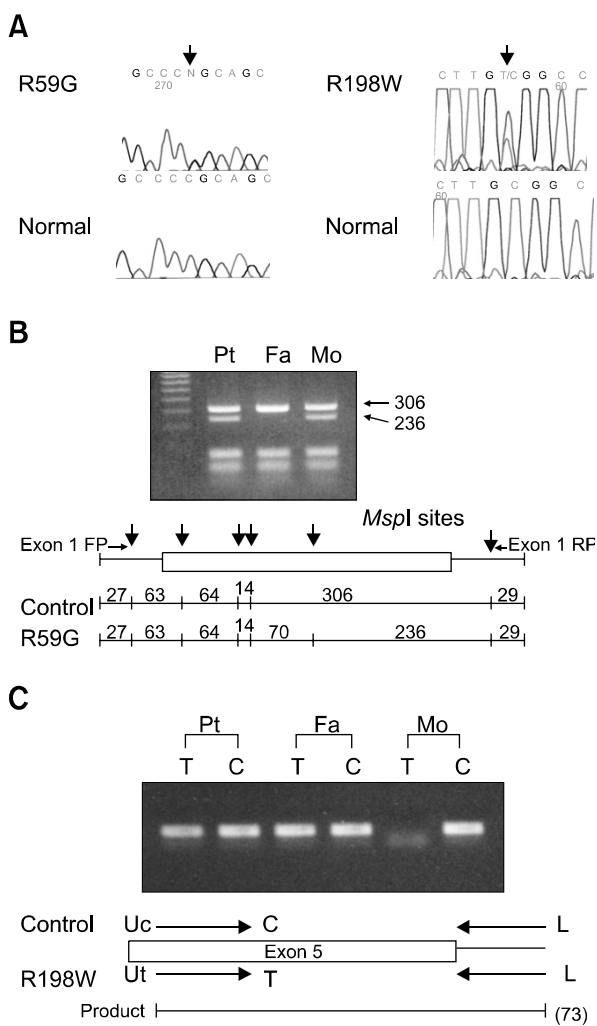 A
R59G
G C C C N G C A G C
270
G C C C C G C A G C
Normal
R198W
C T T G T/C G G C C
60
C T T G C G G C
60
Normal
B
Pt Fa Mo
306
236
MspI sites
Exon 1 FP
Exon 1 RP
Control
27 63 64 14 306 29
R59G
27 63 64 14 70 236 29
C
Pt Fa Mo
T C T C T C
Control Uc C L
Exon 5
R198W Ut T L
Product (73)